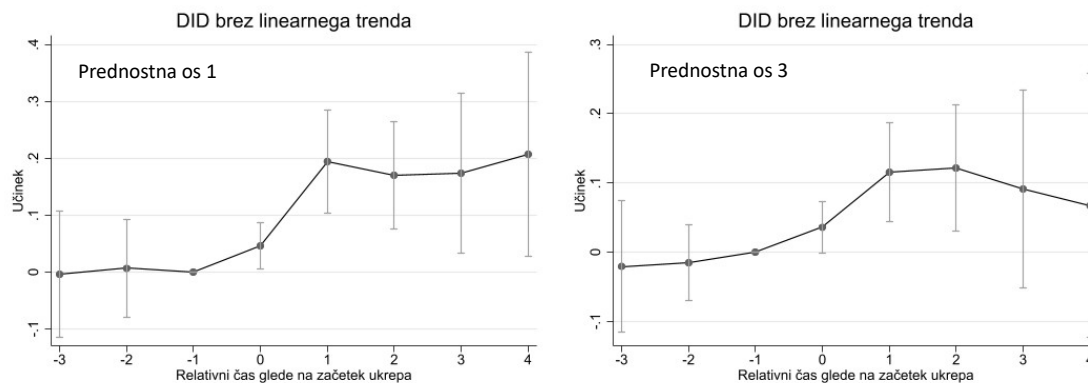 DID brez linearnega trenda
Prednostna os 1
Učinek
.4
.3
.2
.1
0
-.1
-3 -2 -1 0 1 2 3 4
Relativni čas glede na začetek ukrepa
DID brez linearnega trenda
Prednostna os 3
Učinek
.3
.2
.1
0
-.1
-3 -2 -1 0 1 2 3 4
Relativni čas glede na začetek ukrepa